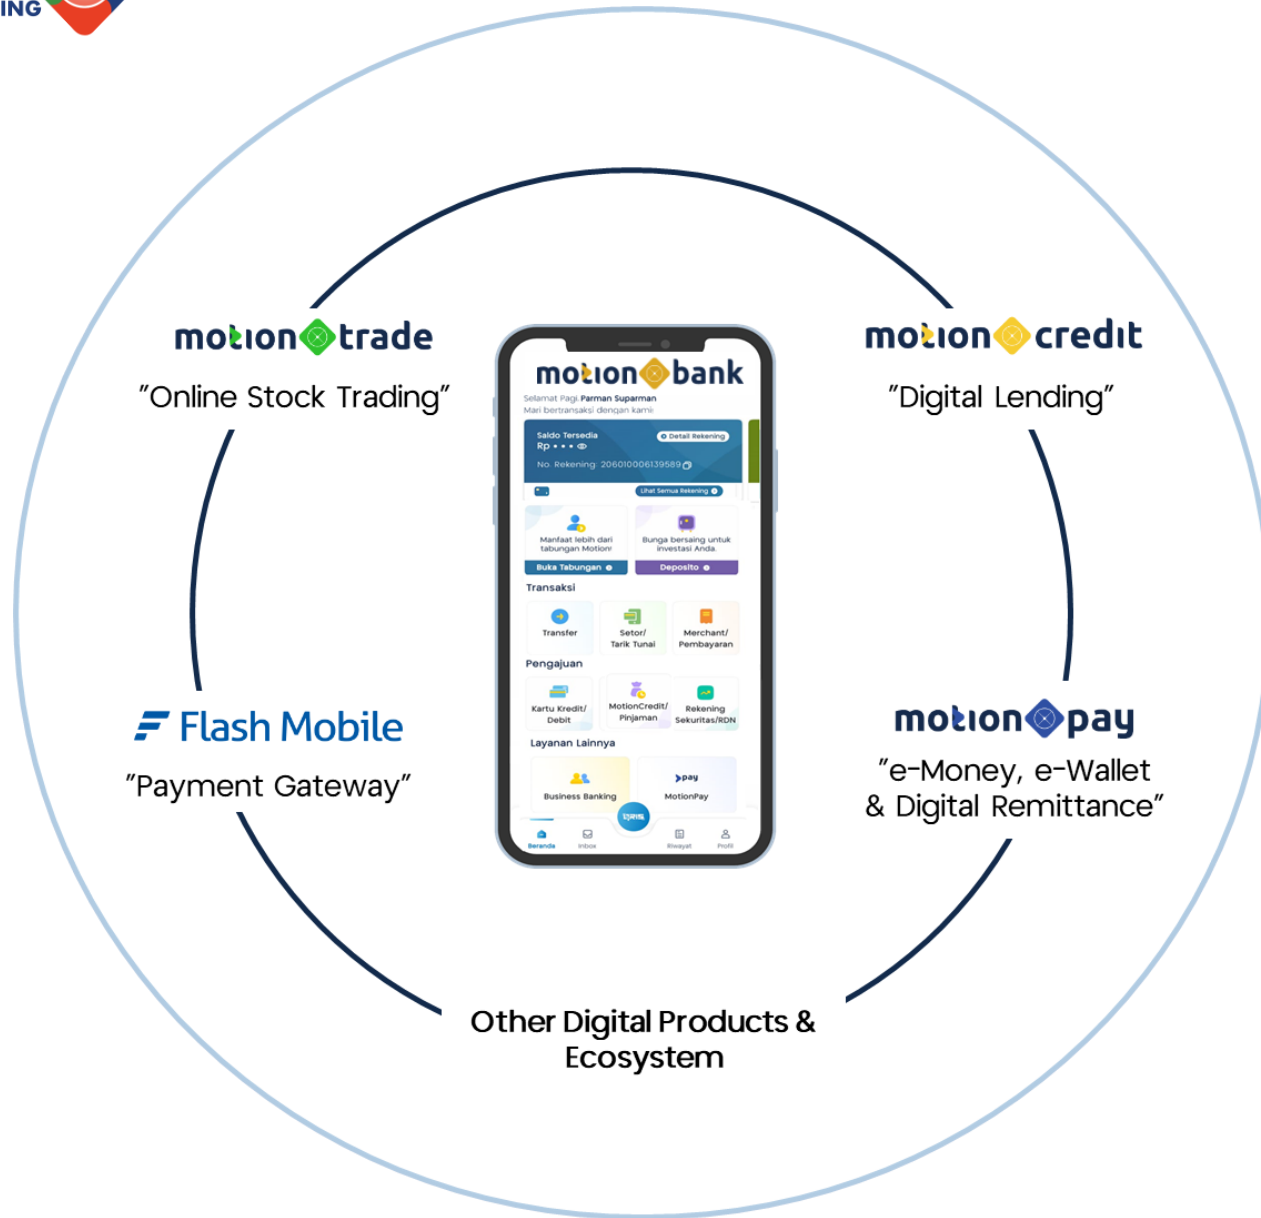 ING
motion trade
"Online Stock Trading"
motion credit
"Digital Lending"
motion bank
Selamat Pagi, Parman Suparman
Mari bertransaksi dengan kami!
Saldo Tersedia
Detail Rekening
Rp • • •
No. Rekening: 206010006139589
Lihat Semua Rekening
Manfaat lebih dari
tabungan Motion!
Bunga bersaing untuk
investasi Anda.
Buka Tabungan
Deposito
Transaksi
Transfer
Setor/
Tarik Tunai
Merchant/
Pembayaran
Pengajuan
Kartu Kredit/
Debit
MotionCredit/
Pinjaman
Rekening
Sekuritas/RDN
Layanan Lainnya
Business Banking
pay
MotionPay
QRIS
Beranda
Inbox
Riwayat
Profil
Flash Mobile
"Payment Gateway"
motion pay
"e-Money, e-Wallet
& Digital Remittance"
Other Digital Products &
Ecosystem